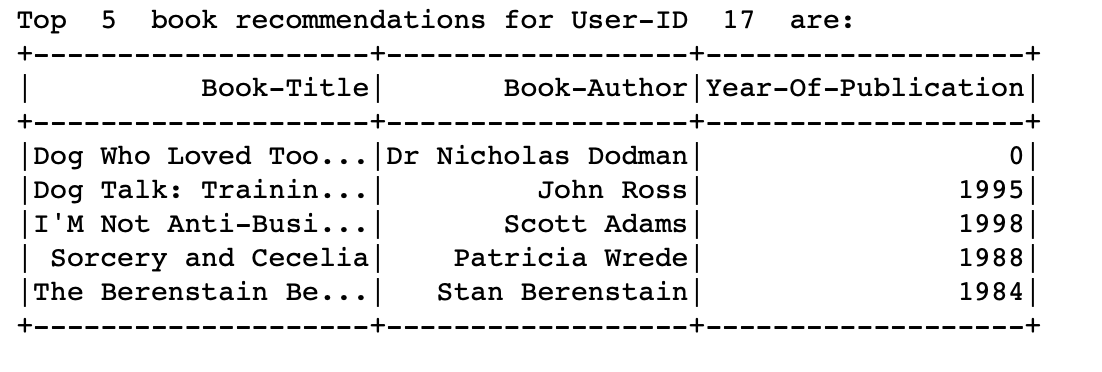 Top  5  book recommendations for User-ID  17  are:
+--------------------+------------------+-------------------+
|          Book-Title|       Book-Author|Year-Of-Publication|
+--------------------+------------------+-------------------+
|Dog Who Loved Too...|Dr Nicholas Dodman|                  0|
|Dog Talk: Trainin...|         John Ross|               1995|
|I'M Not Anti-Busi...|       Scott Adams|               1998|
| Sorcery and Cecelia|    Patricia Wrede|               1988|
|The Berenstain Be...|   Stan Berenstain|               1984|
+--------------------+------------------+-------------------+